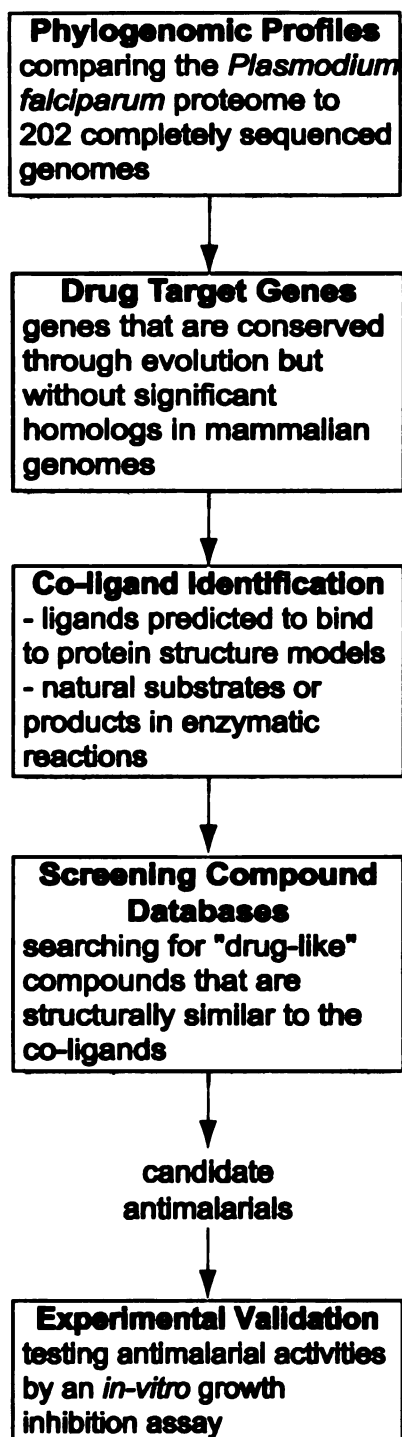 Phylogenomic Profiles
comparing the Plasmodium
falciparum proteome to
202 completely sequenced
genomes
Drug Target Genes
genes that are conserved
through evolution but
without significant
homologs in mammalian
genomes
Co-ligand Identification
- ligands predicted to bind
to protein structure models
- natural substrates or
products in enzymatic
reactions
Screening Compound
Databases
searching for "drug-like"
compounds that are
structurally similar to the
co-ligands
candidate
antimalarials
Experimental Validation
testing antimalarial activities
by an in-vitro growth
inhibition assay